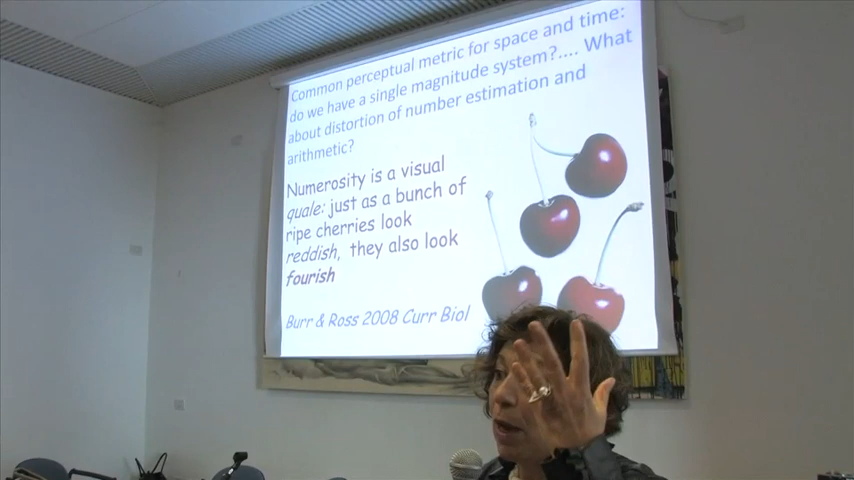 Common perceptual metric for space and time:
do we have a single magnitude system?.... What
about distortion of number estimation and
arithmetic?
Numerosity is a visual
quale: just as a bunch of
ripe cherries look
reddish, they also look
fourish
Burr & Ross 2008 Curr Biol